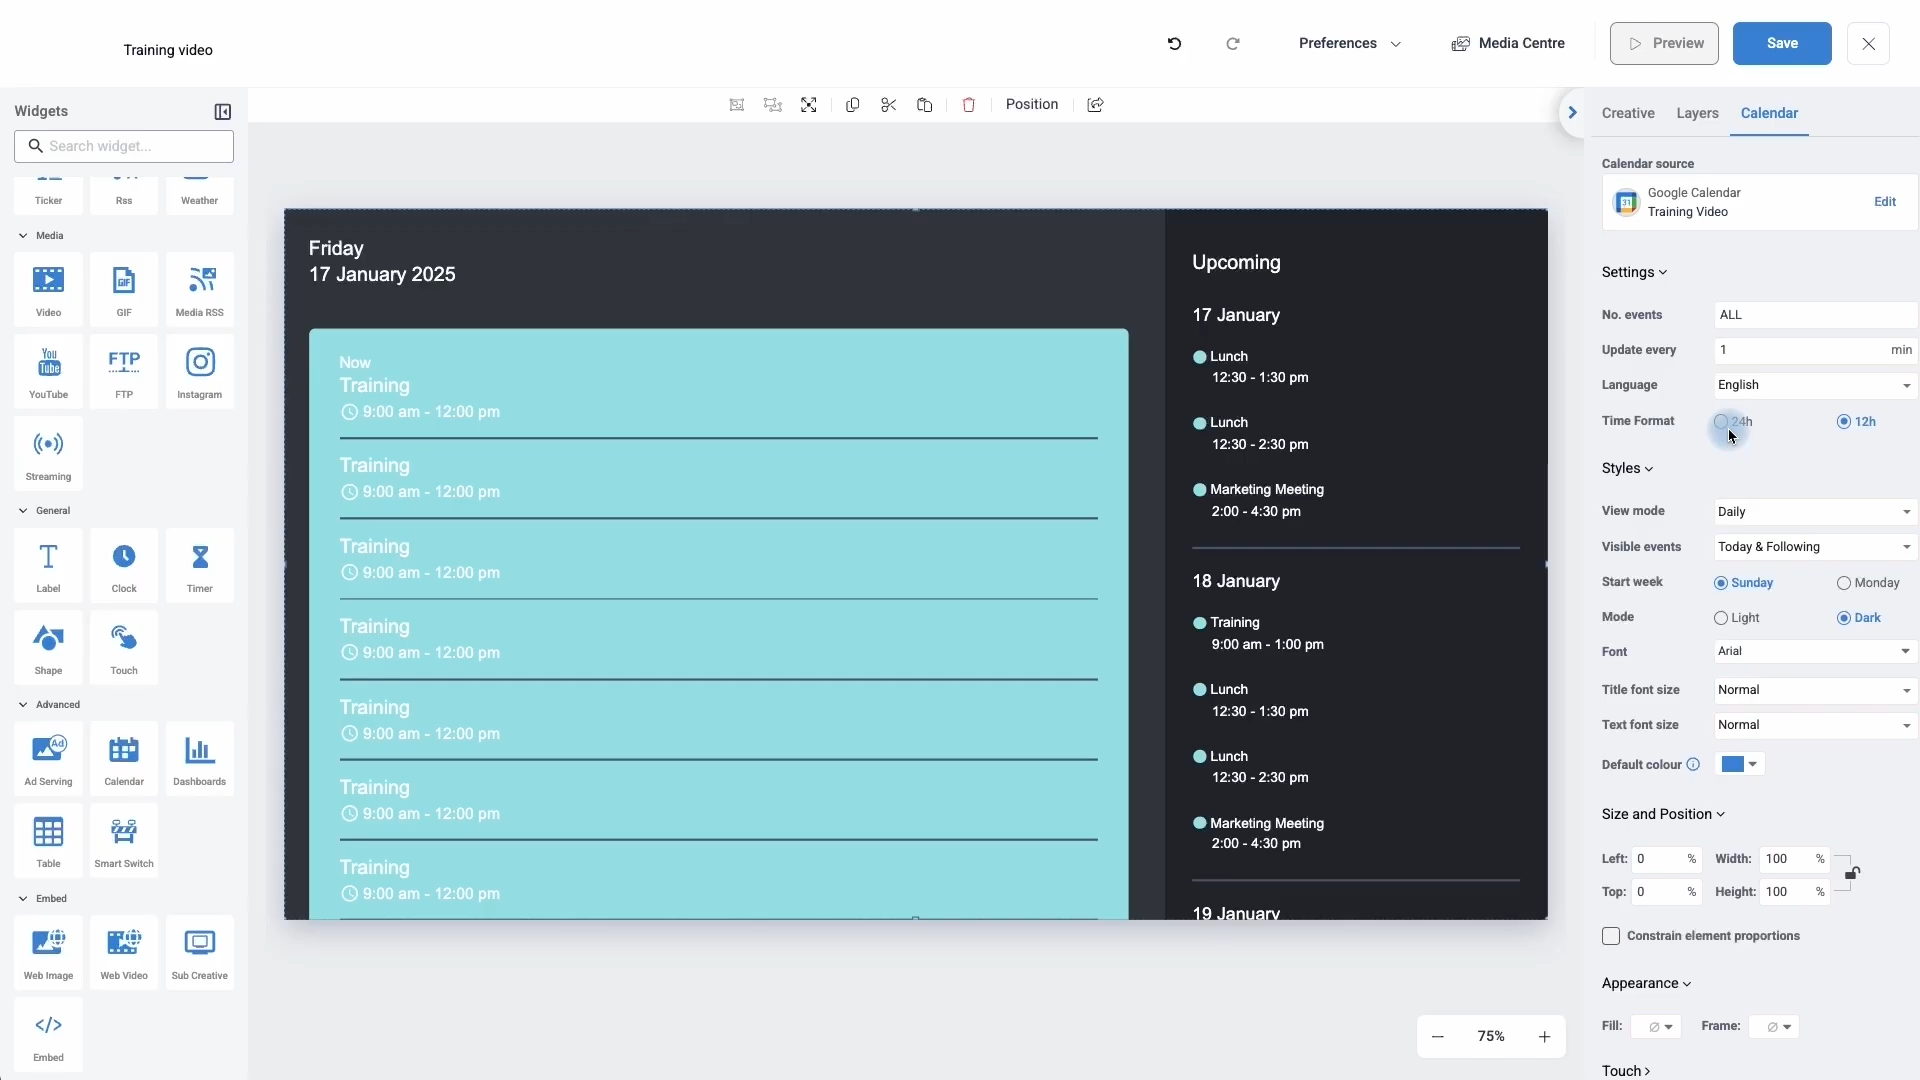 Training video
Preferences
Media Centre
Preview
Save
Widgets
Search widget...
Ticker
Rss
Weather
Media
Video
GIF
GIF
Media RSS
You
Tube
YouTube
FTP
FTP
Instagram
Streaming
General
T
Label
Clock
Timer
Shape
Touch
Advanced
Ad
Ad Serving
Calendar
Dashboards
Table
Smart Switch
Embed
Web Image
Web Video
Sub Creative
</>
Embed
Position
Friday
17 January 2025
Now
Training
9:00 am - 12:00 pm
Training
9:00 am - 12:00 pm
Training
9:00 am - 12:00 pm
Training
9:00 am - 12:00 pm
Training
9:00 am - 12:00 pm
Training
9:00 am - 12:00 pm
Training
9:00 am - 12:00 pm
Upcoming
17 January
Lunch
12:30 - 1:30 pm
Lunch
12:30 - 2:30 pm
Marketing Meeting
2:00 - 4:30 pm
18 January
Training
9:00 am - 1:00 pm
Lunch
12:30 - 1:30 pm
Lunch
12:30 - 2:30 pm
Marketing Meeting
2:00 - 4:30 pm
19 January
75%
Creative Layers Calendar
Calendar source
31
Google Calendar
Training Video
Edit
Settings
No. events ALL
Update every 1 min
Language English
Time Format 24h 12h
Styles
View mode Daily
Visible events Today & Following
Start week Sunday Monday
Mode Light Dark
Font Arial
Title font size Normal
Text font size Normal
Default colour
Size and Position
Left: 0 % Width: 100 %
Top: 0 % Height: 100 %
Constrain element proportions
Appearance
Fill: Frame:
Touch